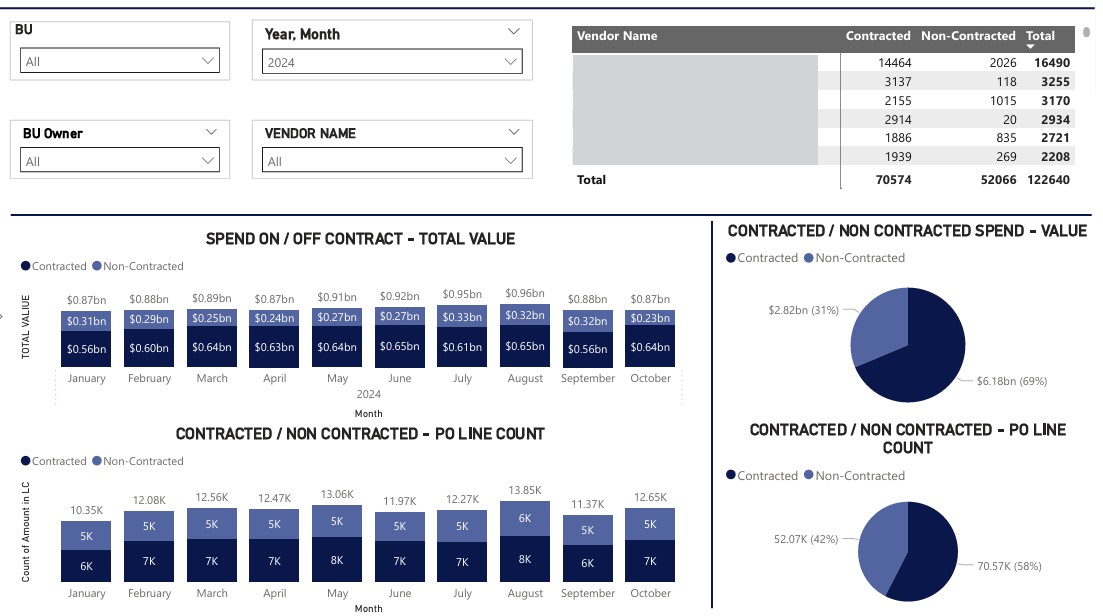 BU
All
Year, Month
2024
BU Owner
All
VENDOR NAME
All
Vendor Name Contracted Non-Contracted Total
14464 2026 16490
3137 118 3255
2155 1015 3170
2914 20 2934
1886 835 2721
1939 269 2208
Total 70574 52066 122640
SPEND ON / OFF CONTRACT - TOTAL VALUE
Contracted Non-Contracted
TOTAL VALIUE
$0.87bn $0.88bn $0.89bn $0.87bn $0.91bn $0.92bn $0.95bn $0.96bn $0.88bn $0.87bn
$0.31bn $0.29bn $0.25bn $0.24bn $0.27bn $0.27bn $0.33bn $0.32bn $0.32bn $0.23bn
$0.56bn $0.60bn $0.64bn $0.63bn $0.64bn $0.65bn $0.61bn $0.65bn $0.56bn $0.64bn
January February March April May June July August September October
2024
Month
CONTRACTED / NON CONTRACTED - PO LINE COUNT
Contracted Non-Contracted
Count of Amount in LC
10.35K 12.08K 12.56K 12.47K 13.06K 11.97K 12.27K 13.85K 11.37K 12.65K
5K 5K 5K 5K 5K 5K 5K 6K 5K 5K
6K 7K 7K 7K 8K 7K 7K 8K 6K 7K
January February March April May June July August September October
Month
CONTRACTED / NON CONTRACTED SPEND - VALUE
Contracted Non-Contracted
$2.82bn (31%)
$6.18bn (69%)
CONTRACTED / NON CONTRACTED - PO LINE
COUNT
Contracted Non-Contracted
52.07K (42%)
70.57K (58%)